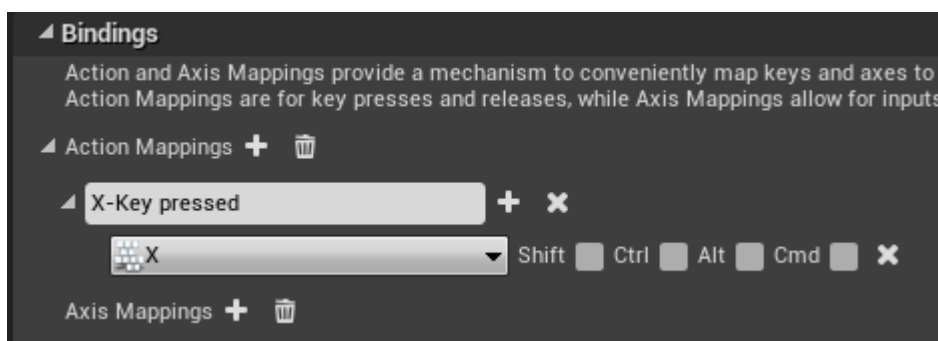 Bindings
Action and Axis Mappings provide a mechanism to conveniently map keys and axes to
Action Mappings are for key presses and releases, while Axis Mappings allow for inputs
Action Mappings
X-Key pressed
X Shift Ctrl Alt Cmd
Axis Mappings